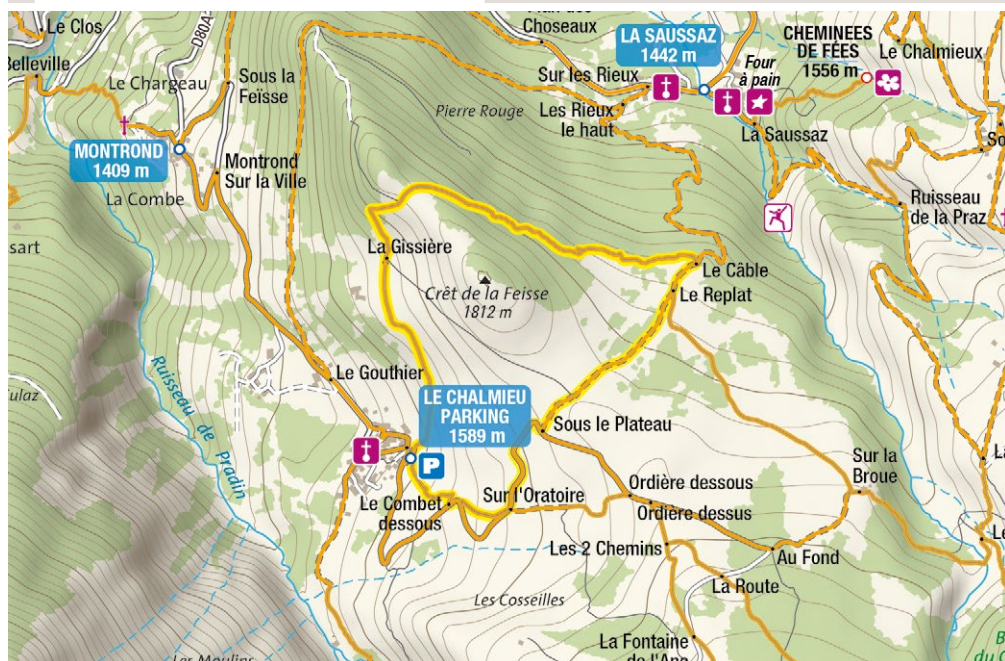 Choseaux
Le Clos
LA SAUSSAZ
1442 m
CHEMINEES
DE FÉES
1556 m
Le Chalmieux
D80A
Belleville
Le Chargeau
Sous la
Feïsse
Sur les Rieux
Four
à pain
Pierre Rouge
Les Rieux
le haut
La Saussaz
MONTROND
1409 m
Montrond
Sur la Ville
La Combe
Ruisseau
de la Praz
La Gissière
Le Câble
Le Replat
Crêt de la Feisse
1812 m
Ruisseau de Pradin
Le Gouthier
LE CHALMIEU
PARKING
1589 m
P
Sous le Plateau
Sur la
Broue
Le Combet
dessous
Sur l'Oratoire
Ordière dessous
Ordière dessus
Les 2 Chemins
Au Fond
La Route
Les Cosseilles
La Fontaine
de l'Ane
Les Moulins